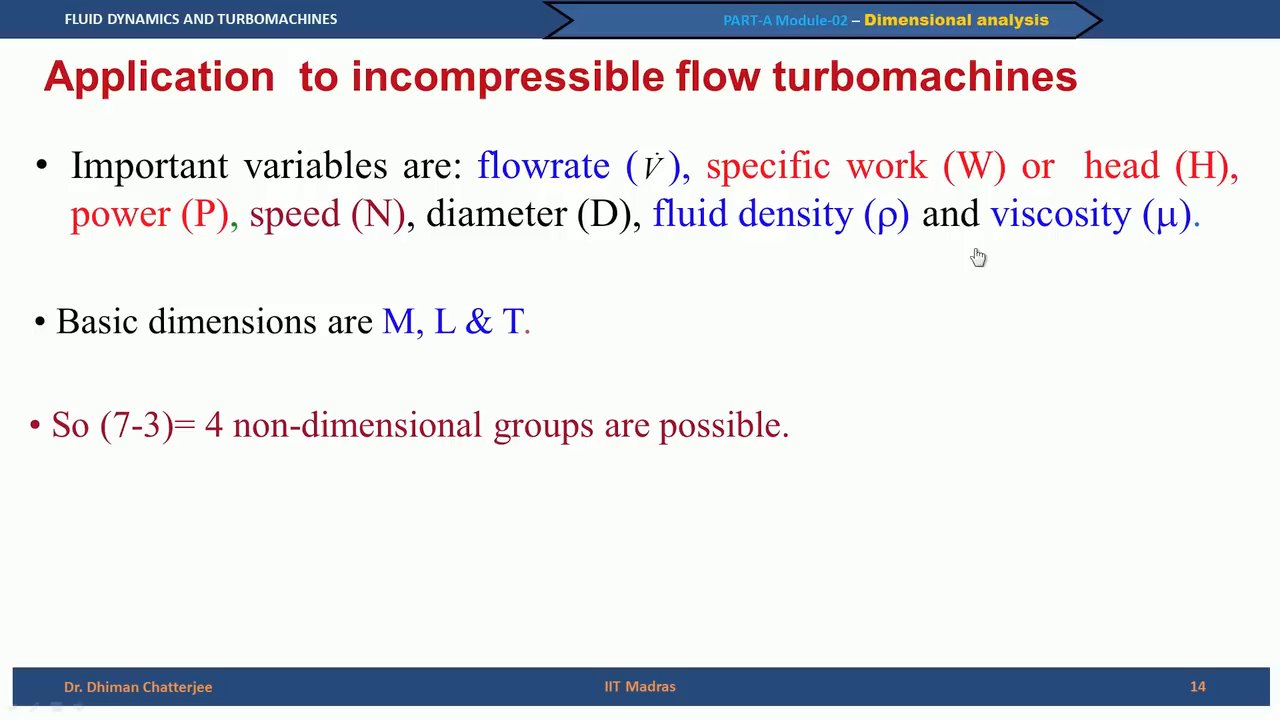 FLUID DYNAMICS AND TURBOMACHINES
PART-A Module-02 – Dimensional analysis
Application to incompressible flow turbomachines
• Important variables are: flowrate (V̇), specific work (W) or head (H),
power (P), speed (N), diameter (D), fluid density (ρ) and viscosity (μ).
• Basic dimensions are M, L & T.
• So (7-3)= 4 non-dimensional groups are possible.
Dr. Dhiman Chatterjee
IIT Madras
14